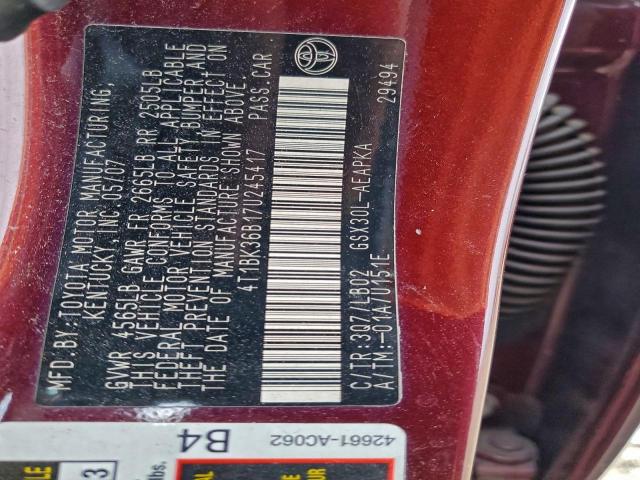 MFD.BY:TOYOTA MOTOR MANUFACTURING,
KENTUCKY, INC. 05/07
GVWR 4565LB GAWR FR 2665LB RR 2505LB
THIS VEHICLE CONFORMS TO ALL APPLICABLE
FEDERAL MOTOR VEHICLE SAFETY, BUMPER AND
THEFT PREVENTION STANDARDS IN EFFECT ON
THE DATE OF MANUFACTURE SHOWN ABOVE.
4T1BK36B17U245417 PASS.CAR
C/TR:3Q7/LB02 GSX30L-AEAPKA 29494
A/TM:-01A/U151E
42661-AC062
B4
3